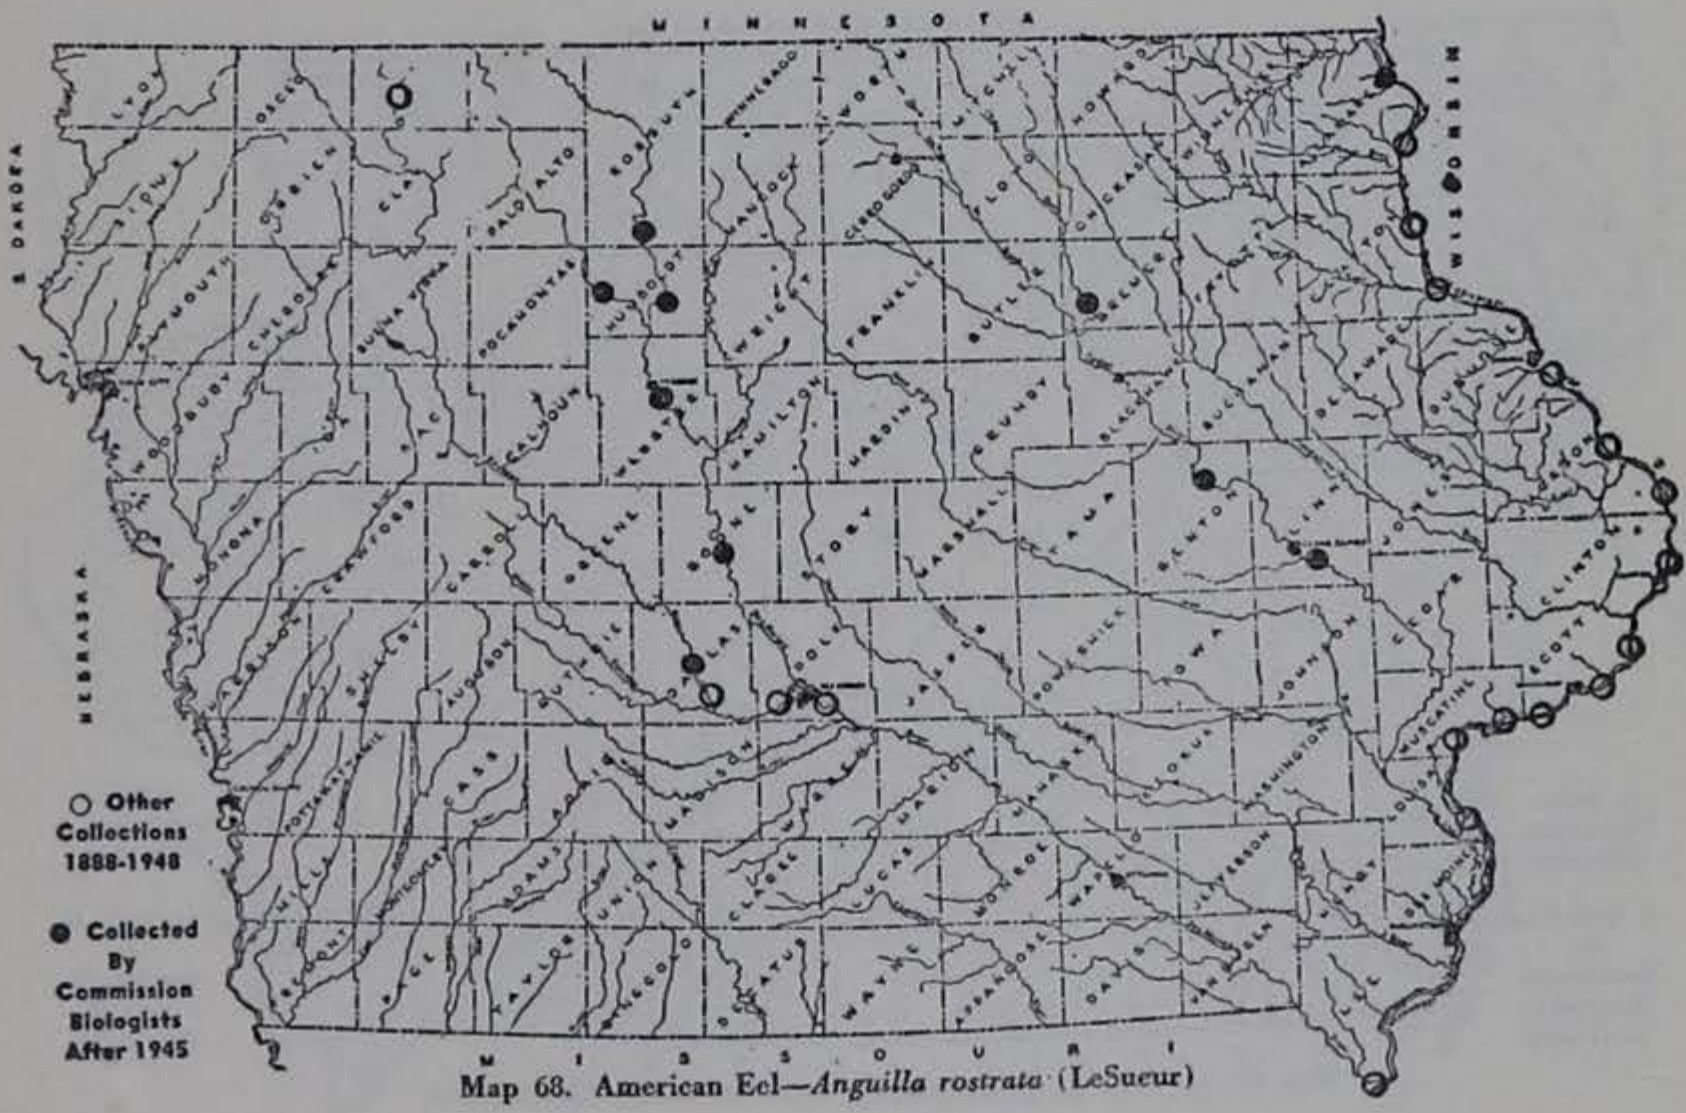 MINNESOTA
LYON
OSCEO
KOSSUTH
WINNEBAGO
WORTH
MITCHELL
HOWARD
WISCONSIN
S DAKOTA
SIOUX
OBRIEN
CLAY
PALO ALTO
HANCOCK
CERRO GORDO
FLOYD
CHICKASAW
PLYMOUTH
CHEROKEE
BUENA VISTA
POCAHONTAS
HUMBOLDT
WRIGHT
FRANKLIN
BUTLER
BREMER
WOODBURY
SAC
CALHOUN
WEBSTER
HAMILTON
HARDIN
GRUNDY
BLACKHAWK
BUCHANAN
DELAWARE
DUBUQUE
MONONA
CRAWFORD
CARROLL
GREENE
BOONE
STORY
MARSHALL
TAMA
BENTON
LINN
JONES
JACKSON
CLINTON
NEBRASKA
HARRISON
SHELBY
AUDUBON
GUTHRIE
DALLAS
POLK
JASPER
POWESHIEK
IOWA
JOHNSON
CEDAR
SCOTT
MUSCATINE
POTTAWATTAMIE
CASS
ADAIR
MADISON
WARREN
MARION
MAHASKA
KEOKUK
WASHINGTON
LOUISA
MILLS
MONTGOMERY
ADAMS
UNION
CLARKE
LUCAS
MONROE
WAPELLO
JEFFERSON
HENRY
DES MOINES
FREMONT
PAGE
TAYLOR
RINGGOLD
DECATUR
WAYNE
APPANOOSE
DAVIS
VAN BUREN
LEE
MISSOURI
Other
Collections
1888-1948
Collected
By
Commission
Biologists
After 1945
Map 68. American Eel—Anguilla rostrata (LeSueur)